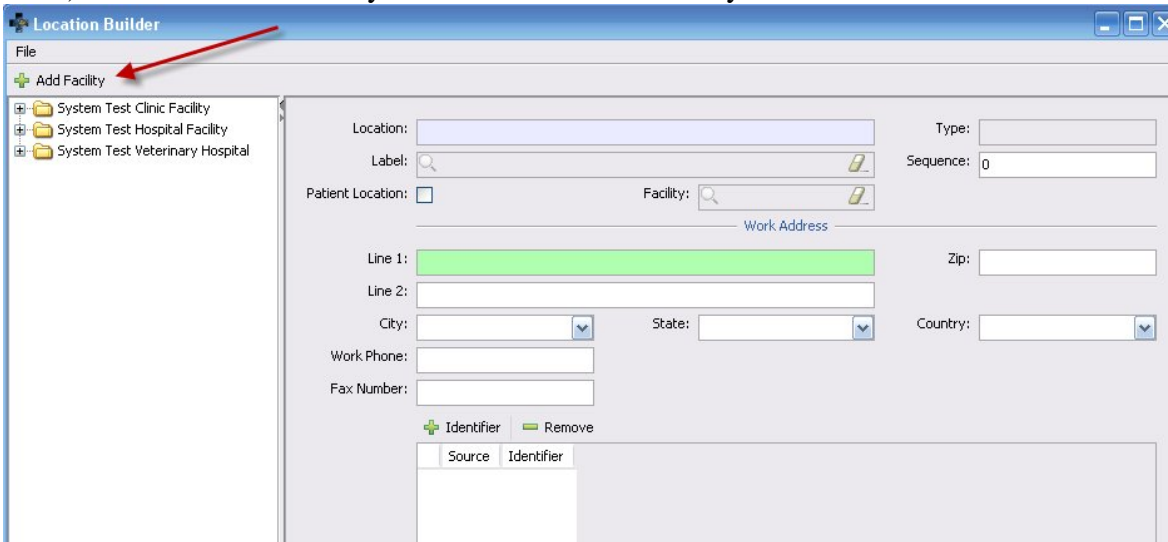 Location Builder
File
Add Facility
System Test Clinic Facility
System Test Hospital Facility
System Test Veterinary Hospital
Location: Type:
Label: Sequence: 0
Patient Location: Facility:
Work Address
Line 1: Zip:
Line 2:
City: State: Country:
Work Phone:
Fax Number:
Identifier Remove
Source Identifier